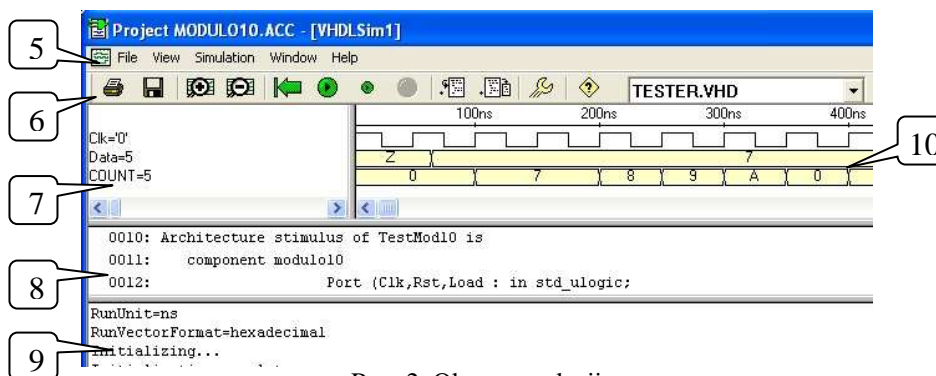 Project MODULO10.ACC - [VHDLSim1]
5
File View Simulation Window Help
6
TESTER.VHD
100ns 200ns 300ns 400ns
Clk='0'
Data=5 Z 7
COUNT=5 0 7 8 9 A 0
10
7
0010: Architecture stimulus of TestMod10 is
0011: component modulo10
0012: Port (Clk,Rst,Load : in std_ulogic;
8
RunUnit=ns
RunVectorFormat=hexadecimal
Initializing...
9